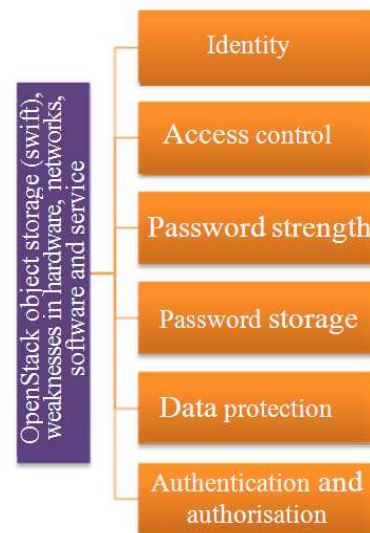 OpenStack object storage (swift),
weaknesses in hardware, networks,
software and service
Identity
Access control
Password strength
Password storage
Data protection
Authentication and
authorisation